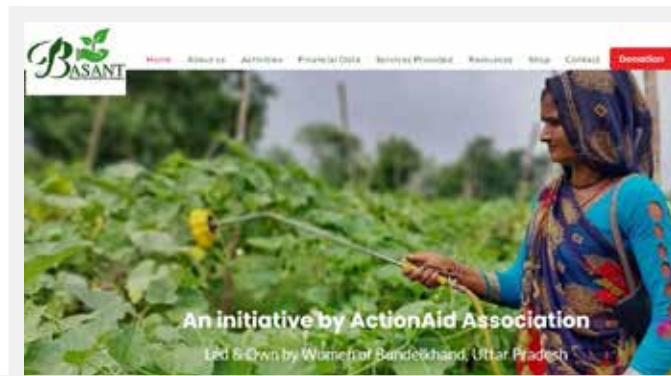 BASANT
Home About us Activities Financial Data Services Provided Resources Shop Contact Donation
An initiative by ActionAid Association
Led & Own by Women of Bundelkhand, Uttar Pradesh